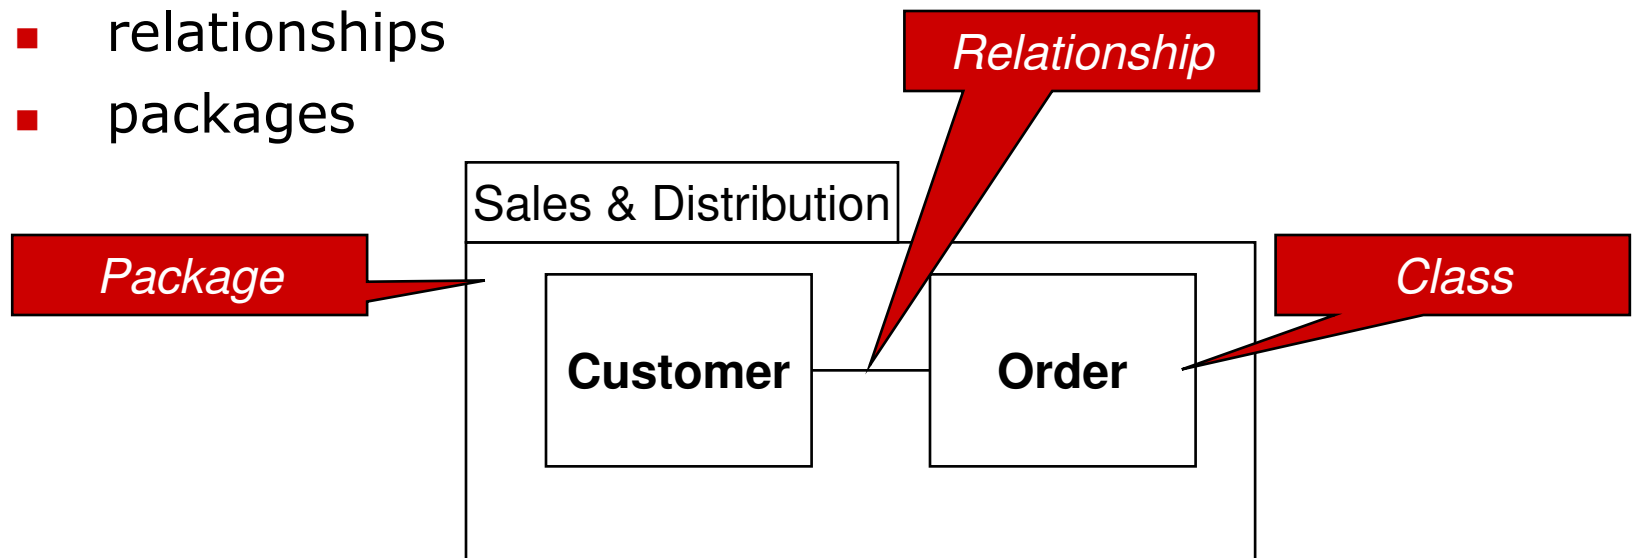 relationships
Relationship
packages
Sales & Distribution
Package
Class
Customer
Order